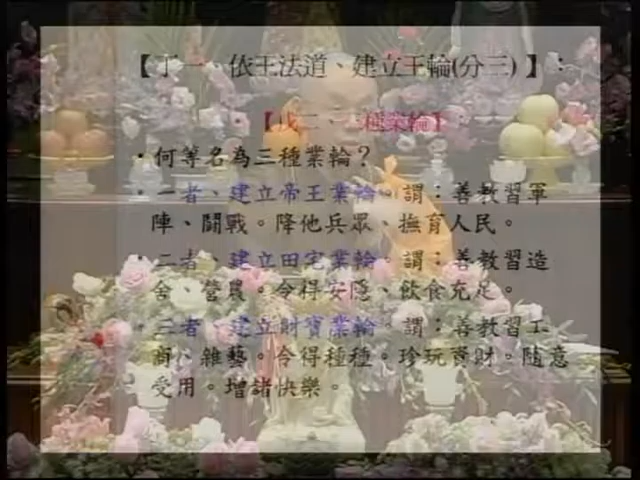 【丁一、依王法道、建立王輪(分三)】：
【戊二、三種業輪】：
・何等名為三種業輪？
・一者、建立帝王業輪。謂：善教習軍
陣、鬪戰。降他兵眾、撫育人民。
・二者、建立田宅業輪。謂：善教習造
舍、營農。令得安隱、飲食充足。
・三者、建立財寶業輪。謂：善教習工
商、雜藝。令得種種。珍玩資財。隨意
受用。增諸快樂。